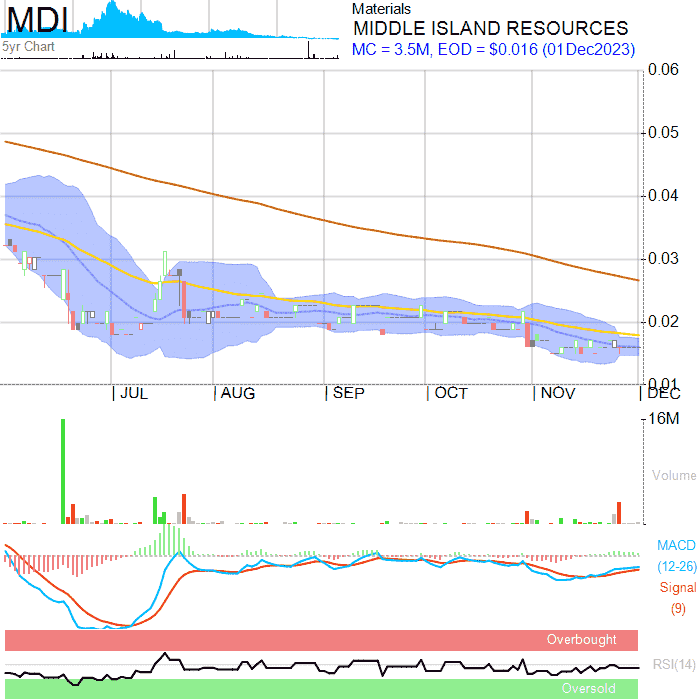 MDI
5yr Chart
Materials
MIDDLE ISLAND RESOURCES
MC = 3.5M, EOD = $0.016 (01Dec2023)
0.06
0.05
0.04
0.03
0.02
0.01
JUL AUG SEP OCT NOV DEC
16M
Volume
MACD
(12-26)
Signal
(9)
Overbought
RSI(14)
Oversold